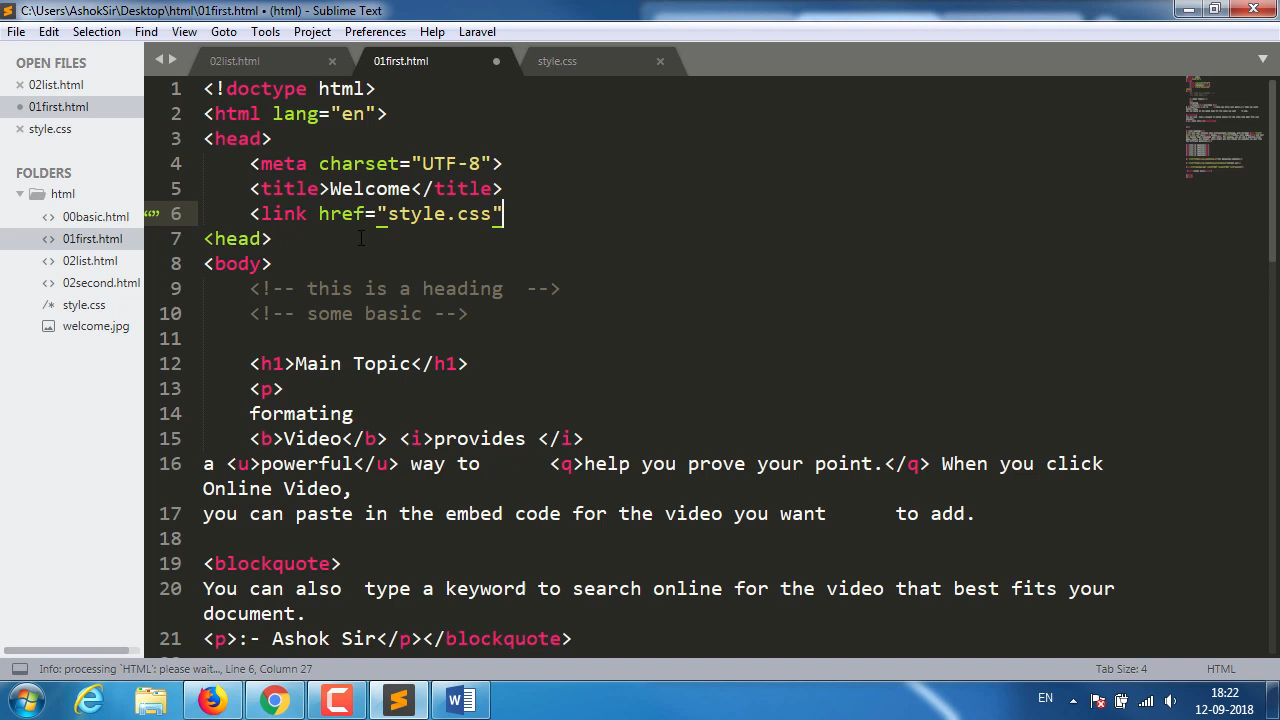 C:\Users\AshokSir\Desktop\html\01first.html • (html) - Sublime Text
File Edit Selection Find View Goto Tools Project Preferences Help Laravel
OPEN FILES
02list.html
01first.html
style.css
FOLDERS
html
00basic.html
01first.html
02list.html
02second.html
style.css
welcome.jpg
02list.html 01first.html style.css
1 <!doctype html>
2 <html lang="en">
3 <head>
4 <meta charset="UTF-8">
5 <title>Welcome</title>
6 <link href="style.css"
7 <head>
8 <body>
9 <!-- this is a heading -->
10 <!-- some basic -->
11
12 <h1>Main Topic</h1>
13 <p>
14 formating
15 <b>Video</b> <i>provides </i>
16 a <u>powerful</u> way to <q>help you prove your point.</q> When you click
Online Video,
17 you can paste in the embed code for the video you want to add.
18
19 <blockquote>
20 You can also type a keyword to search online for the video that best fits your
document.
21 <p>:- Ashok Sir</p></blockquote>
Info: processing `HTML': please wait..., Line 6, Column 27 Tab Size: 4 HTML
EN
18:22
12-09-2018